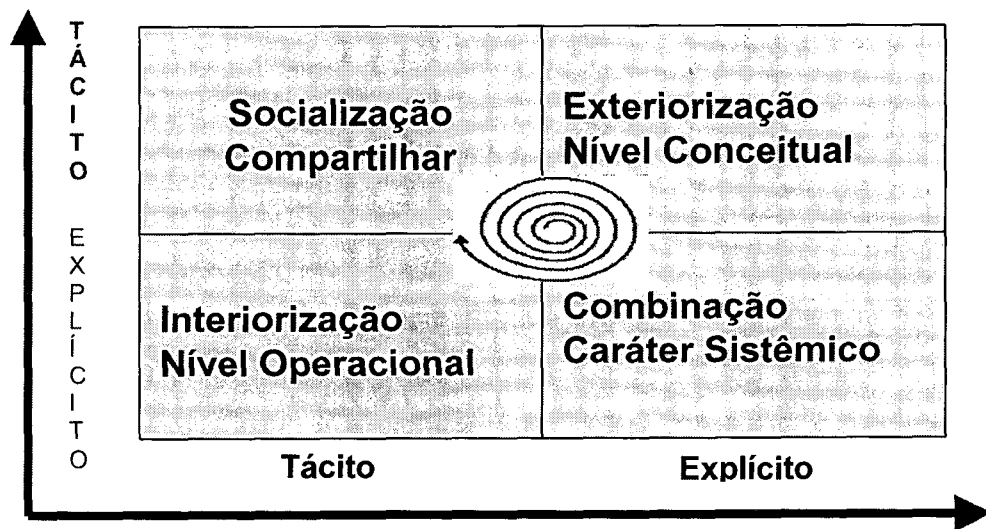 TÁCITO
EXPLÍCITO
Socialização
Compartilhar
Exteriorização
Nível Conceitual
Interiorização
Nível Operacional
Combinação
Caráter Sistêmico
Tácito
Explícito